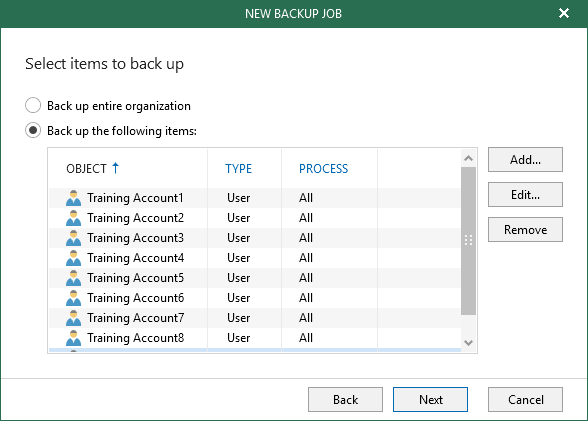 NEW BACKUP JOB
Select items to back up
Back up entire organization
Back up the following items:
OBJECT TYPE PROCESS
Training Account1 User All
Training Account2 User All
Training Account3 User All
Training Account4 User All
Training Account5 User All
Training Account6 User All
Training Account7 User All
Training Account8 User All
Add...
Edit...
Remove
Back Next Cancel